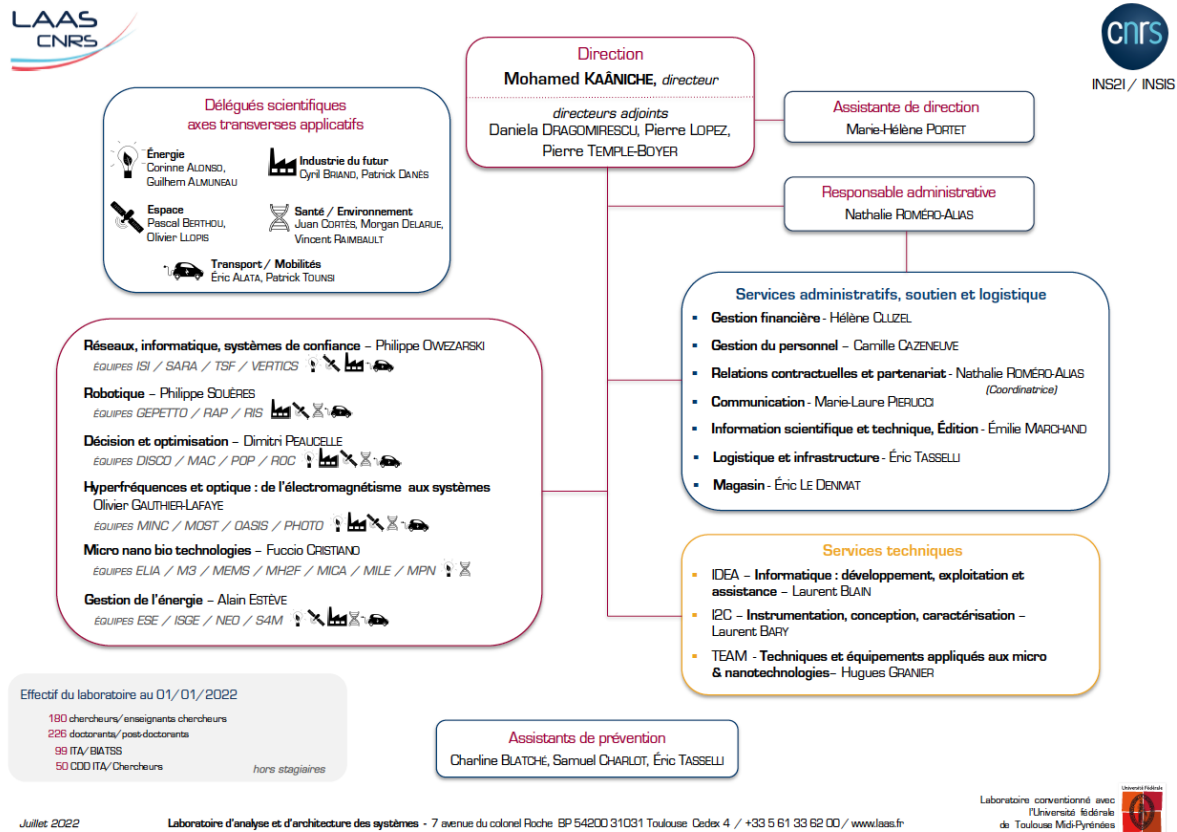 LAAS
CNRS
cnrs
INS2I / INSIS
Direction
Mohamed KAÂNICHE, directeur
directeurs adjoints
Daniela DRAGOMIRESCU, Pierre LOPEZ,
Pierre TEMPLE-BOYER
Assistante de direction
Marie-Hélène PORTET
Responsable administrative
Nathalie ROMÉRO-ALIAS
Délégués scientifiques
axes transverses applicatifs
Énergie
Corinne ALONSO,
Guilhem ALMUNEAU
Industrie du futur
Cyril BRIAND, Patrick DANÈS
Espace
Pascal BERTHOU,
Olivier LLOPIS
Santé / Environnement
Juan CORTÈS, Morgan DELARUE,
Vincent RAIMBAULT
Transport / Mobilités
Éric ALATA, Patrick TOUNSI
Services administratifs, soutien et logistique
▪ Gestion financière - Hélène CLUZEL
▪ Gestion du personnel – Camille CAZENEUVE
▪ Relations contractuelles et partenariat - Nathalie ROMÉRO-ALIAS
(Coordinatrice)
▪ Communication - Marie-Laure PIERUCCI
▪ Information scientifique et technique, Édition - Émilie MARCHAND
▪ Logistique et infrastructure - Éric TASSELLI
▪ Magasin - Éric LE DENMAT
Réseaux, informatique, systèmes de confiance – Philippe OWEZARSKI
ÉQUIPES ISI / SARA / TSF / VERTICS
Robotique – Philippe SOUÈRES
ÉQUIPES GEPETTO / RAP / RIS
Décision et optimisation – Dimitri PEAUCELLE
ÉQUIPES DISCO / MAC / POP / ROC
Hyperfréquences et optique : de l'électromagnétisme aux systèmes
Olivier GAUTHIER-LAFAYE
ÉQUIPES MINC / MOST / OASIS / PHOTO
Micro nano bio technologies – Fuccio CRISTIANO
ÉQUIPES ELIA / M3 / MEMS / MH2F / MICA / MILE / MPN
Gestion de l'énergie – Alain ESTÈVE
ÉQUIPES ESE / ISGE / NEO / S4M
Services techniques
▪ IDEA – Informatique : développement, exploitation et
assistance – Laurent BLAIN
▪ I2C – Instrumentation, conception, caractérisation –
Laurent BARY
▪ TEAM - Techniques et équipements appliqués aux micro
& nanotechnologies– Hugues GRANIER
Effectif du laboratoire au 01/01/2022
180 chercheurs/enseignants chercheurs
226 doctorants/post-doctorants
99 ITA/BIATSS
50 CDD ITA/Chercheurs
hors stagiaires
Assistants de prévention
Charline BLATCHÉ, Samuel CHARLOT, Éric TASSELLI
Juillet 2022
Laboratoire d'analyse et d'architecture des systèmes - 7 avenue du colonel Roche BP 54200 31031 Toulouse Cedex 4 / +33 5 61 33 62 00 / www.laas.fr
Laboratoire conventionné avec
l'Université fédérale
de Toulouse Midi-Pyrénées
Université Fédérale